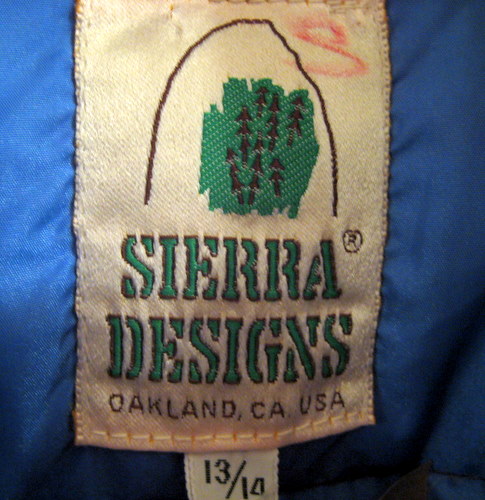 SIERRA ®
DESIGNS
OAKLAND, CA. USA
13/14